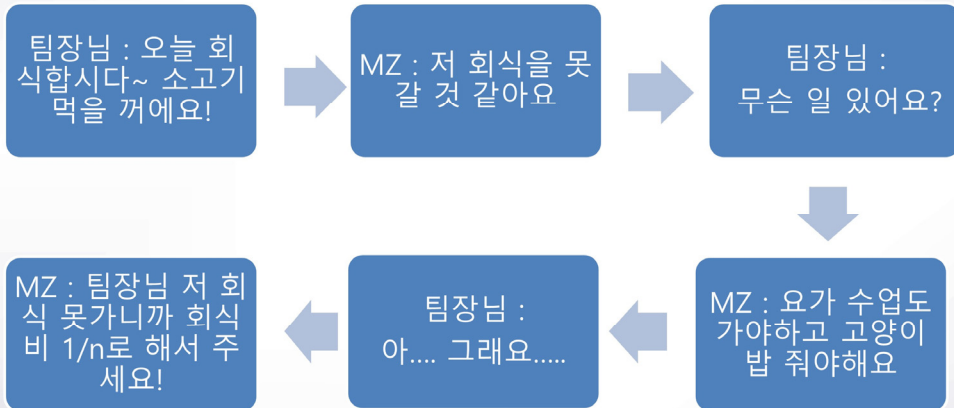 팀장님 : 오늘 회
식합시다~ 소고기
먹을 꺼에요!
MZ : 저 회식을 못
갈 것 같아요
팀장님 :
무슨 일 있어요?
MZ : 요가 수업도
가야하고 고양이
밥 줘야해요
팀장님 :
아.... 그래요.....
MZ : 팀장님 저 회
식 못가니까 회식
비 1/n로 해서 주
세요!